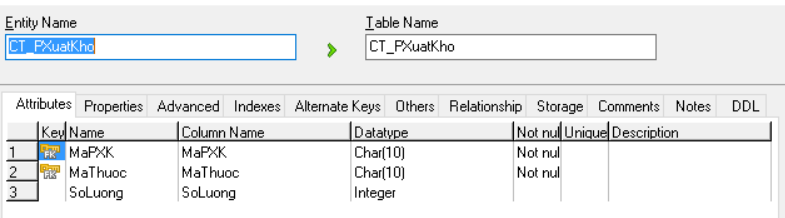 Entity Name Table Name
CT_PXuatKho CT_PXuatKho
Attributes Properties Advanced Indexes Alternate Keys Others Relationship Storage Comments Notes DDL
Key Name Column Name Datatype Not nul Unique Description
1 FK MaPXK MaPXK Char(10) Not nul
2 FK MaThuoc MaThuoc Char(10) Not nul
3 SoLuong SoLuong Integer